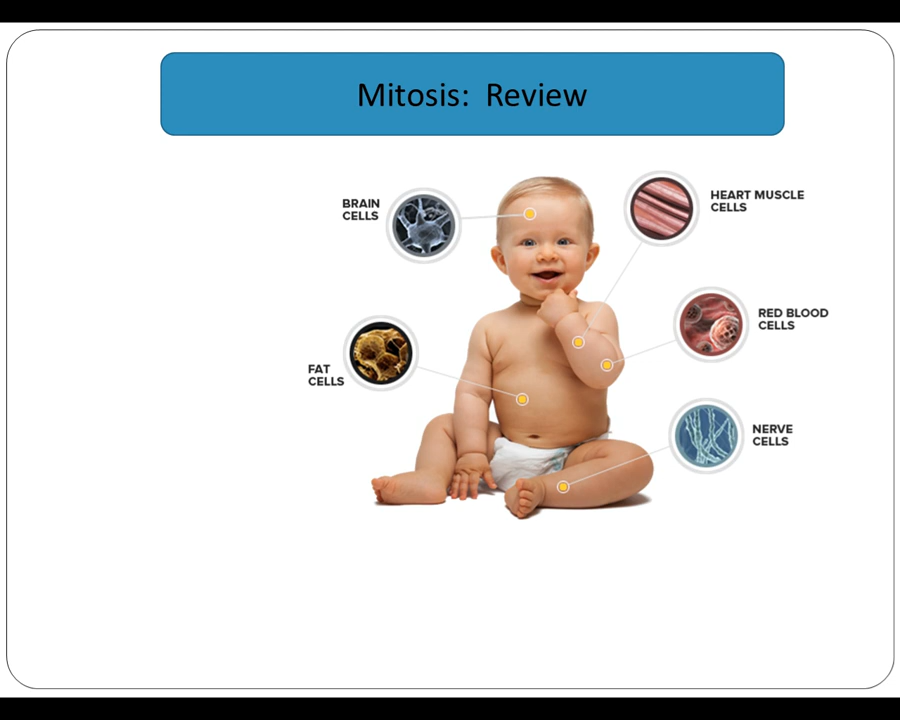 Mitosis:  Review
BRAIN
CELLS
HEART MUSCLE
CELLS
RED BLOOD
CELLS
FAT
CELLS
NERVE
CELLS